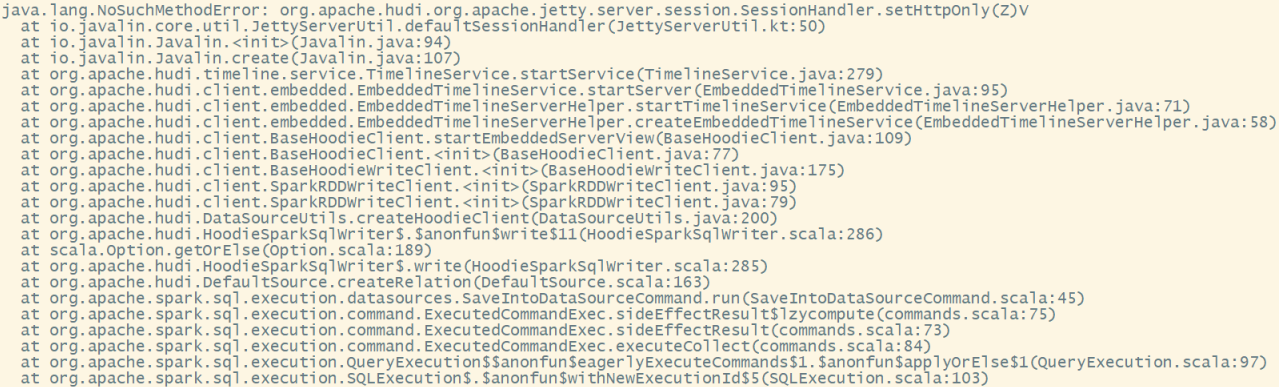 java.lang.NoSuchMethodError: org.apache.hudi.org.apache.jetty.server.session.SessionHandler.setHttpOnly(Z)V
at io.javalin.core.util.JettyServerUtil.defaultSessionHandler(JettyServerUtil.kt:50)
at io.javalin.Javalin.<init>(Javalin.java:94)
at io.javalin.Javalin.create(Javalin.java:107)
at org.apache.hudi.timeline.service.TimelineService.startService(TimelineService.java:279)
at org.apache.hudi.client.embedded.EmbeddedTimelineService.startServer(EmbeddedTimelineService.java:95)
at org.apache.hudi.client.embedded.EmbeddedTimelineServerHelper.startTimelineService(EmbeddedTimelineServerHelper.java:71)
at org.apache.hudi.client.embedded.EmbeddedTimelineServerHelper.createEmbeddedTimelineService(EmbeddedTimelineServerHelper.java:58)
at org.apache.hudi.client.BaseHoodieClient.startEmbeddedServerView(BaseHoodieClient.java:109)
at org.apache.hudi.client.BaseHoodieClient.<init>(BaseHoodieClient.java:77)
at org.apache.hudi.client.BaseHoodieWriteClient.<init>(BaseHoodieWriteClient.java:175)
at org.apache.hudi.client.SparkRDDWriteClient.<init>(SparkRDDWriteClient.java:95)
at org.apache.hudi.client.SparkRDDWriteClient.<init>(SparkRDDWriteClient.java:79)
at org.apache.hudi.DataSourceUtils.createHoodieClient(DataSourceUtils.java:200)
at org.apache.hudi.HoodieSparkSqlWriter$.$anonfun$write$11(HoodieSparkSqlWriter.scala:286)
at scala.Option.getOrElse(Option.scala:189)
at org.apache.hudi.HoodieSparkSqlWriter$.write(HoodieSparkSqlWriter.scala:285)
at org.apache.hudi.DefaultSource.createRelation(DefaultSource.scala:163)
at org.apache.spark.sql.execution.datasources.SaveIntoDataSourceCommand.run(SaveIntoDataSourceCommand.scala:45)
at org.apache.spark.sql.execution.command.ExecutedCommandExec.sideEffectResult$lzycompute(commands.scala:75)
at org.apache.spark.sql.execution.command.ExecutedCommandExec.sideEffectResult(commands.scala:73)
at org.apache.spark.sql.execution.command.ExecutedCommandExec.executeCollect(commands.scala:84)
at org.apache.spark.sql.execution.QueryExecution$$anonfun$eagerlyExecuteCommands$1.$anonfun$applyOrElse$1(QueryExecution.scala:97)
at org.apache.spark.sql.execution.SQLExecution$.$anonfun$withNewExecutionId$5(SQLExecution.scala:103)